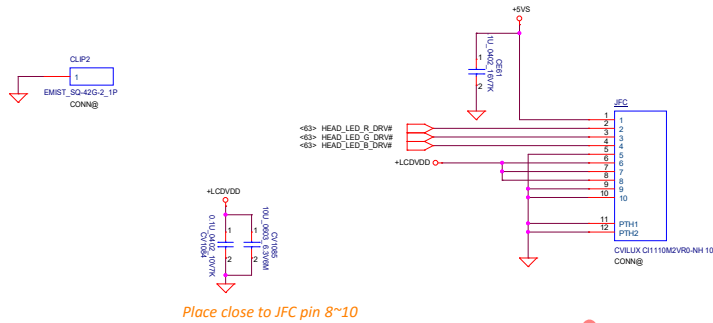 +5VS
CLIP2
1
EMIST_SQ-42G-2_1P
CONN@
1
2
1U_0402_16V7K
CE61
JFC
<63> HEAD_LED_R_DRV#
<63> HEAD_LED_G_DRV#
<63> HEAD_LED_B_DRV#
+LCDVDD
1 1
2 2
3 3
4 4
5 5
6 6
7 7
8 8
9 9
10 10
11 PTH1
12 PTH2
CVILUX CI1110M2VR0-NH 10
CONN@
+LCDVDD
1
2
0.1U_0402_10V7K
CV1084
1
2
10U_0603_6.3V6M
CV1085
Place close to JFC pin 8~10